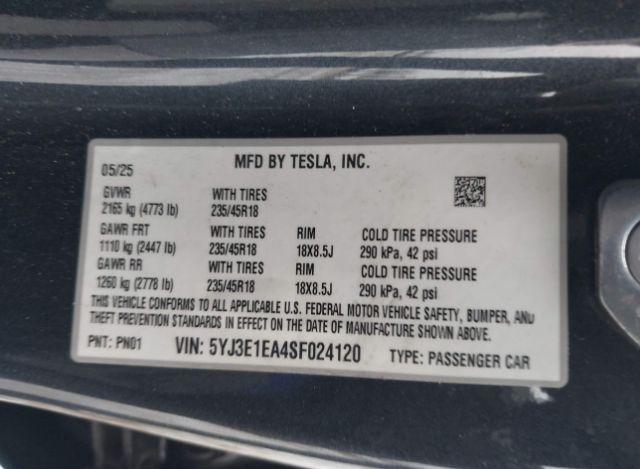 MFD BY TESLA, INC.
05/25
GVWR WITH TIRES
2165 kg (4773 lb) 235/45R18
GAWR FRT WITH TIRES RIM COLD TIRE PRESSURE
1110 kg (2447 lb) 235/45R18 18X8.5J 290 kPa, 42 psi
GAWR RR WITH TIRES RIM COLD TIRE PRESSURE
1260 kg (2778 lb) 235/45R18 18X8.5J 290 kPa, 42 psi
THIS VEHICLE CONFORMS TO ALL APPLICABLE U.S. FEDERAL MOTOR VEHICLE SAFETY, BUMPER, AND
THEFT PREVENTION STANDARDS IN EFFECT ON THE DATE OF MANUFACTURE SHOWN ABOVE.
PNT: PN01 VIN: 5YJ3E1EA4SF024120 TYPE: PASSENGER CAR